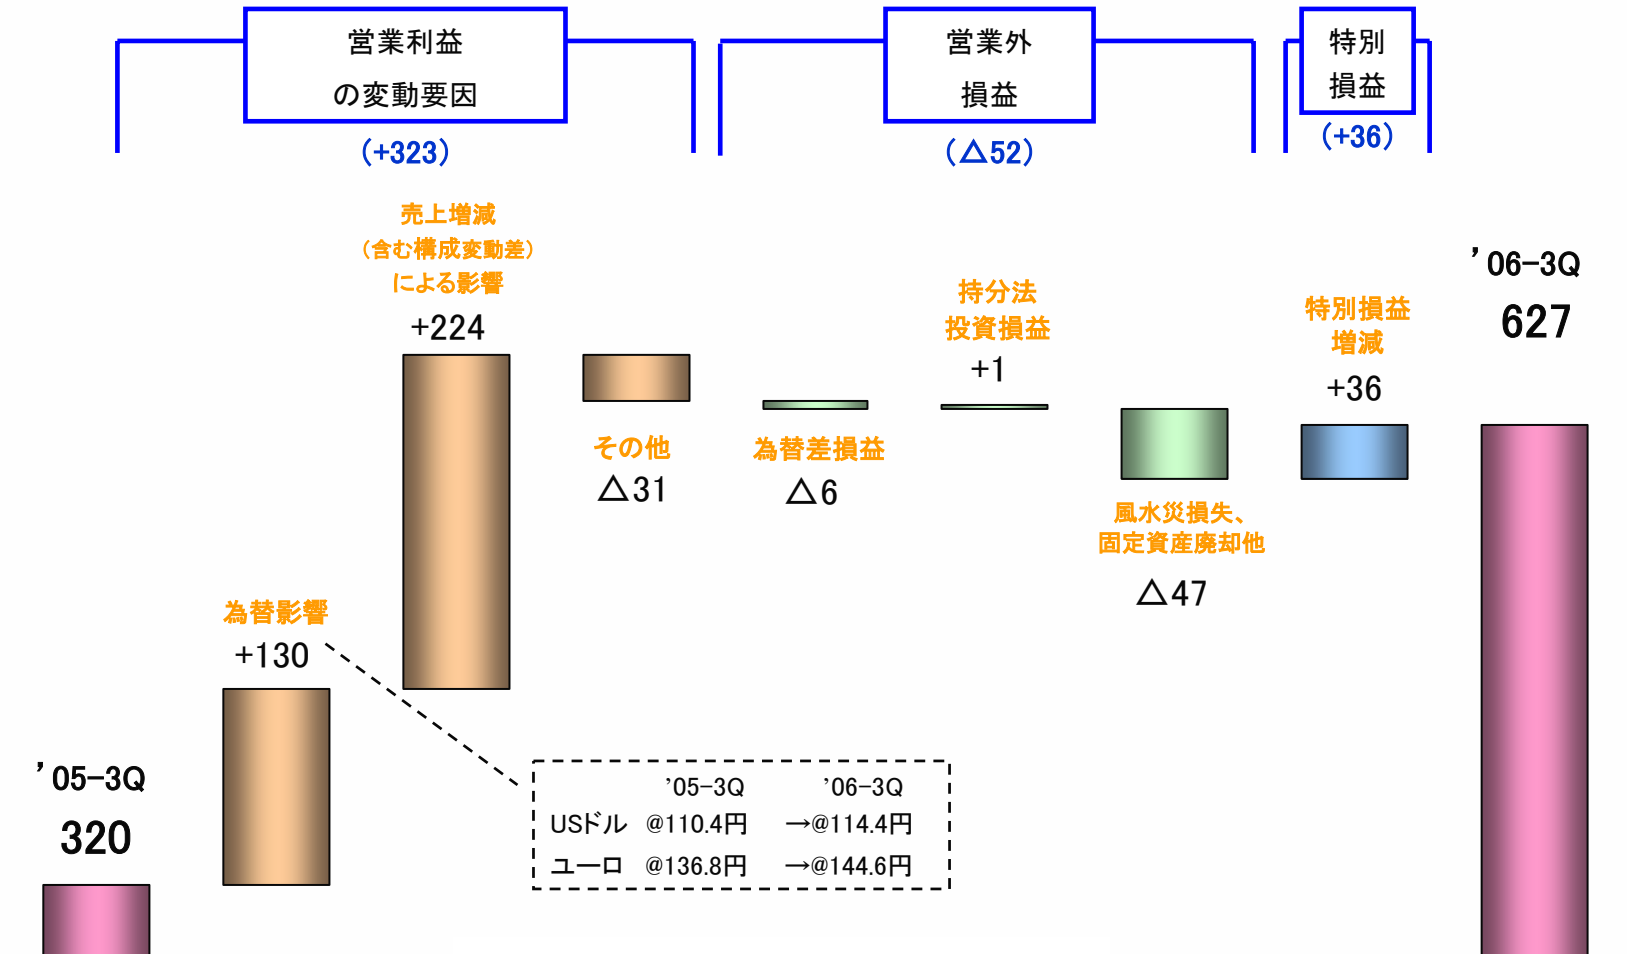 営業利益
の変動要因
(+323)
営業外
損益
(△52)
特別
損益
(+36)
売上増減
(含む構成変動差)
による影響
+224
持分法
投資損益
+1
特別損益
増減
+36
’06-3Q
627
その他
△31
為替差損益
△6
風水災損失、
固定資産廃却他
△47
為替影響
+130
’05-3Q
320
’05-3Q ’06-3Q
USドル @110.4円 →@114.4円
ユーロ @136.8円 →@144.6円